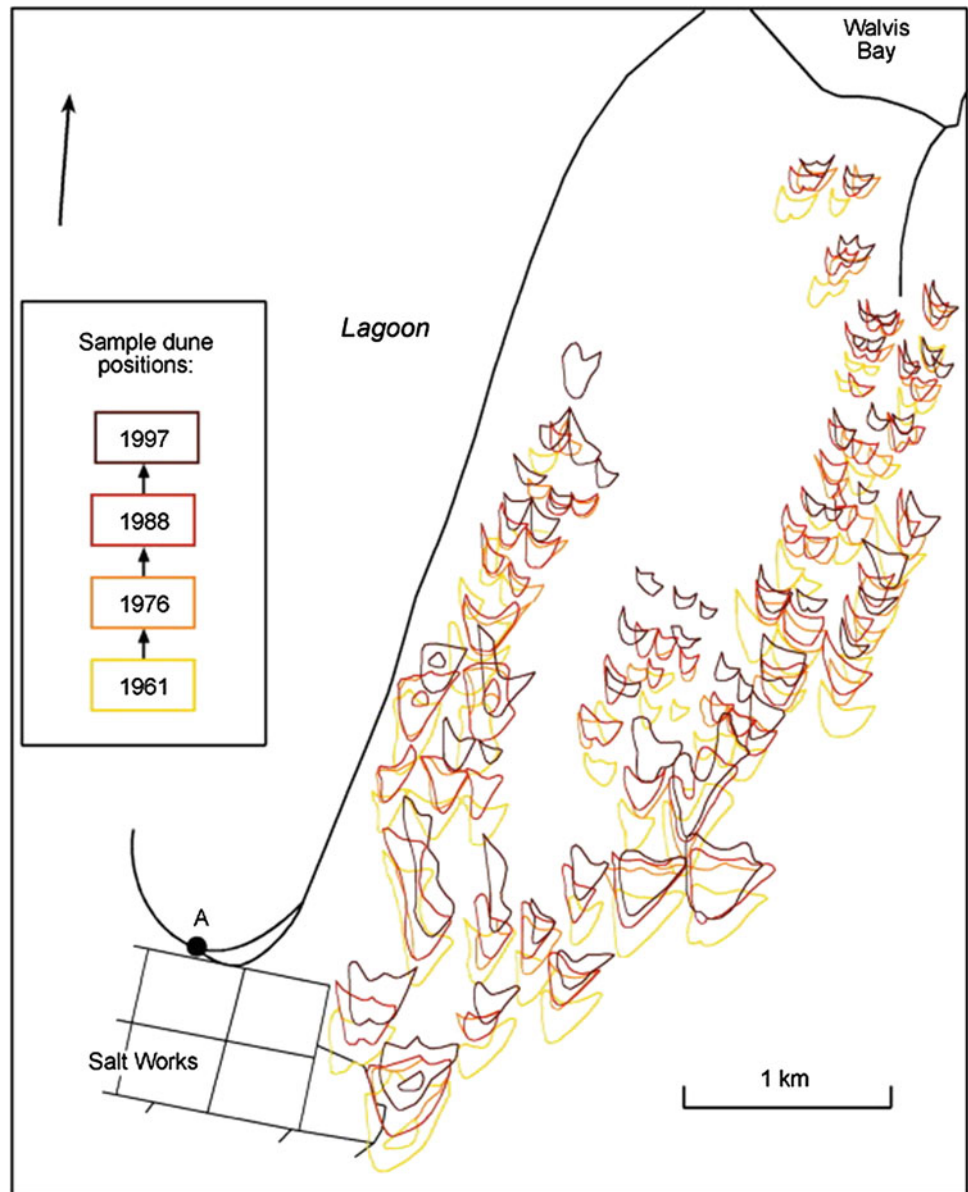 Walvis
Bay
Lagoon
Sample dune
positions:
1997
1988
1976
1961
A
Salt Works
1 km